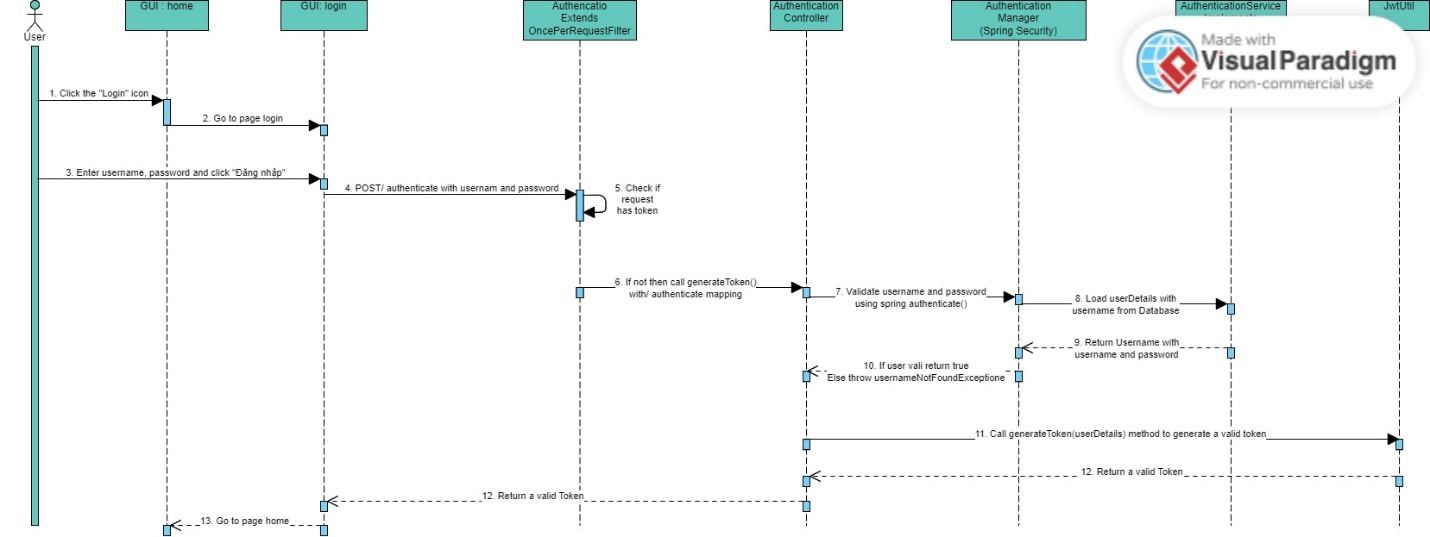 GUI : home
GUI: login
Authenticatio
Extends
OncePerRequestFilter
Authentication
Controller
Authentication
Manager
(Spring Security)
AuthenticationService
JwtUtil
User
Made with
Visual Paradigm
For non-commercial use
1. Click the "Login" icon
2. Go to page login
3. Enter username, password and click "Đăng nhập"
4. POST/ authenticate with usernam and password
5. Check if
request
has token
6. If not then call generateToken()
with/ authenticate mapping
7. Validate username and password
using spring authenticate()
8. Load userDetails with
username from Database
9. Return Username with
username and password
10. If user vali return true
Else throw usernameNotFoundExceptione
11. Call generateToken(userDetails) method to generate a valid token
12. Return a valid Token
12. Return a valid Token
13. Go to page home